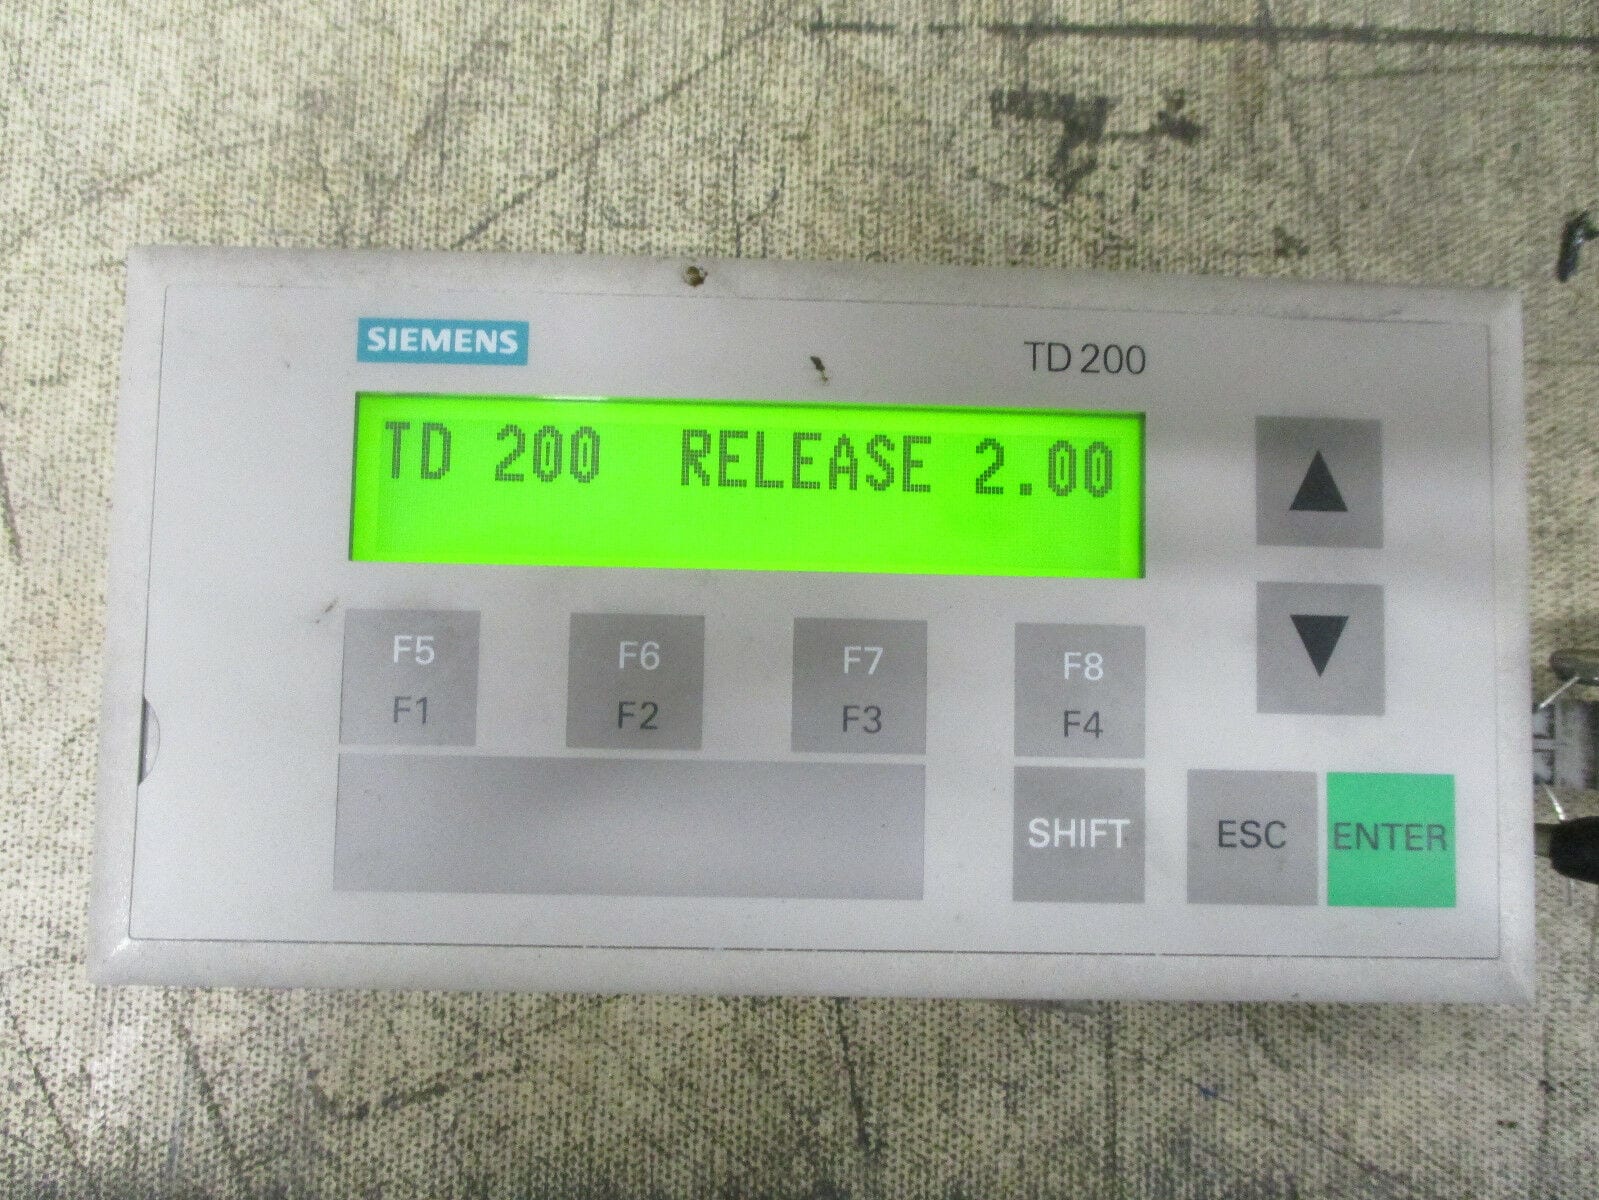 SIEMENS
TD 200
TD 200 RELEASE 2.00
F5 F6 F7 F8
F1 F2 F3 F4
SHIFT ESC ENTER